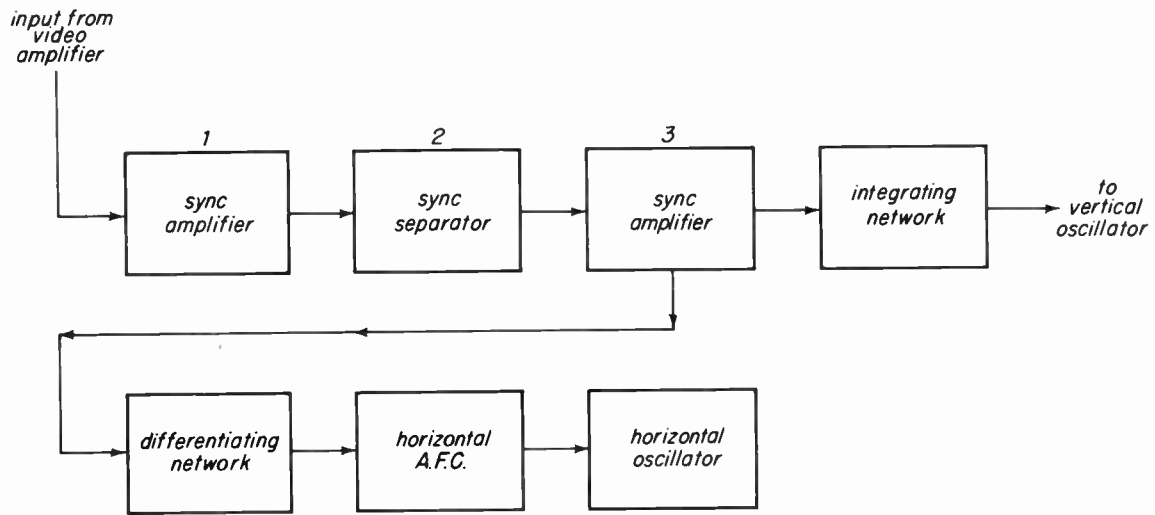 input from
video
amplifier
1
sync
amplifier
2
sync
separator
3
sync
amplifier
integrating
network
to
vertical
oscillator
differentiating
network
horizontal
A.F.C.
horizontal
oscillator